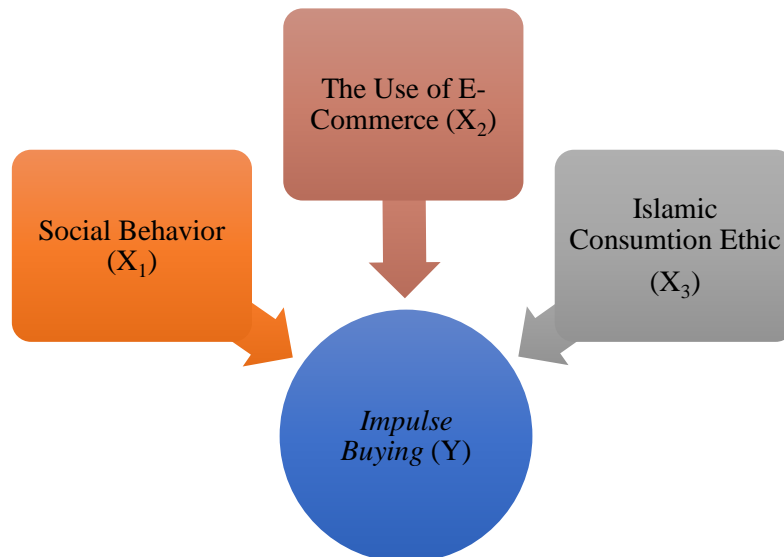 The Use of E-
Commerce (X₂)
Social Behavior
(X₁)
Islamic
Consumtion Ethic
(X₃)
Impulse
Buying (Y)